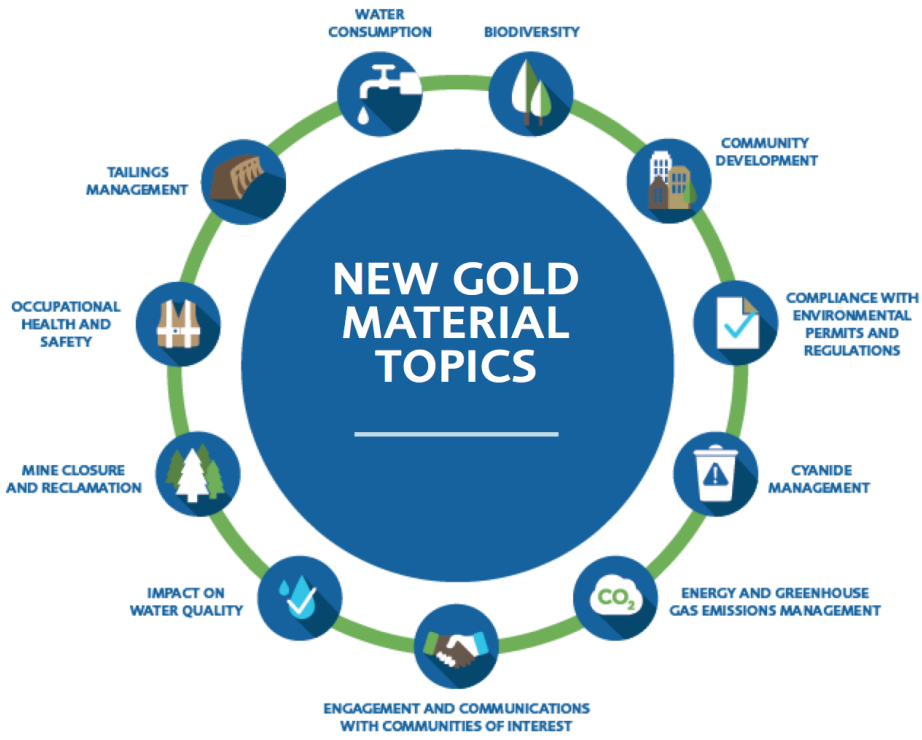 WATER
CONSUMPTION
BIODIVERSITY
COMMUNITY
DEVELOPMENT
TAILINGS
MANAGEMENT
NEW GOLD
MATERIAL
TOPICS
OCCUPATIONAL
HEALTH AND
SAFETY
COMPLIANCE WITH
ENVIRONMENTAL
PERMITS AND
REGULATIONS
MINE CLOSURE
AND RECLAMATION
CYANIDE
MANAGEMENT
IMPACT ON
WATER QUALITY
CO₂
ENERGY AND GREENHOUSE
GAS EMISSIONS MANAGEMENT
ENGAGEMENT AND COMMUNICATIONS
WITH COMMUNITIES OF INTEREST